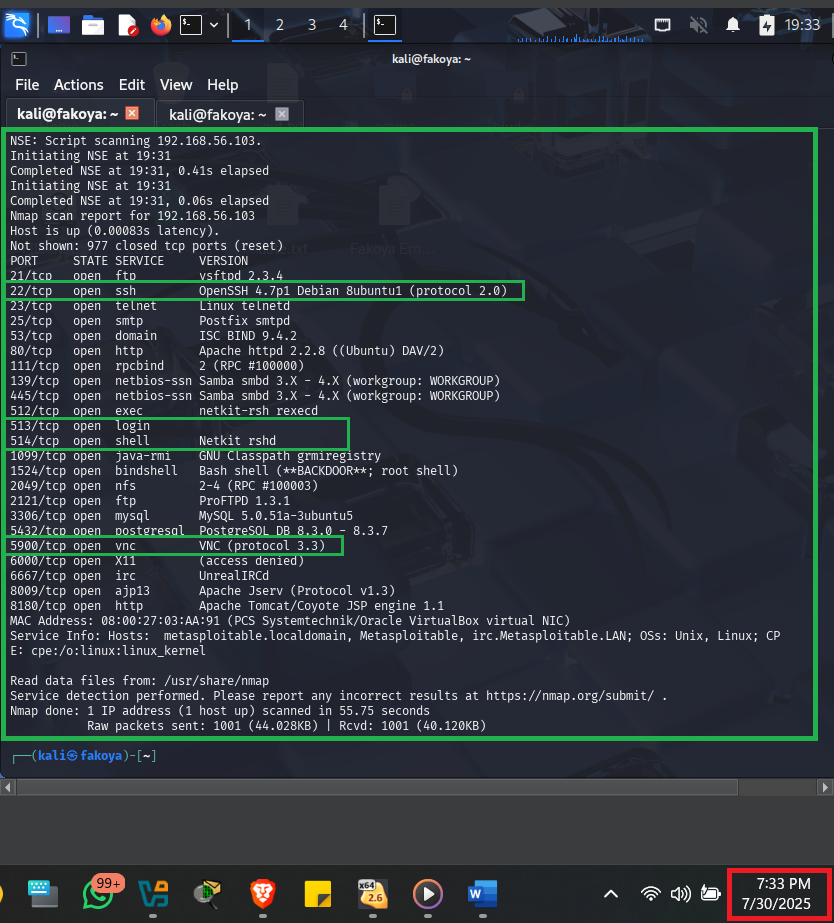 1 2 3 4 19:33
kali@fakoya: ~
File Actions Edit View Help
kali@fakoya: ~ kali@fakoya: ~
NSE: Script scanning 192.168.56.103.
Initiating NSE at 19:31
Completed NSE at 19:31, 0.41s elapsed
Initiating NSE at 19:31
Completed NSE at 19:31, 0.06s elapsed
Nmap scan report for 192.168.56.103
Host is up (0.00083s latency).
Not shown: 977 closed tcp ports (reset)
PORT STATE SERVICE VERSION
21/tcp open ftp vsftpd 2.3.4
22/tcp open ssh OpenSSH 4.7p1 Debian 8ubuntu1 (protocol 2.0)
23/tcp open telnet Linux telnetd
25/tcp open smtp Postfix smtpd
53/tcp open domain ISC BIND 9.4.2
80/tcp open http Apache httpd 2.2.8 ((Ubuntu) DAV/2)
111/tcp open rpcbind 2 (RPC #100000)
139/tcp open netbios-ssn Samba smbd 3.X - 4.X (workgroup: WORKGROUP)
445/tcp open netbios-ssn Samba smbd 3.X - 4.X (workgroup: WORKGROUP)
512/tcp open exec netkit-rsh rexecd
513/tcp open login
514/tcp open shell Netkit rshd
1099/tcp open java-rmi GNU Classpath grmiregistry
1524/tcp open bindshell Bash shell (**BACKDOOR**; root shell)
2049/tcp open nfs 2-4 (RPC #100003)
2121/tcp open ftp ProFTPD 1.3.1
3306/tcp open mysql MySQL 5.0.51a-3ubuntu5
5432/tcp open postgresql PostgreSQL DB 8.3.0 - 8.3.7
5900/tcp open vnc VNC (protocol 3.3)
6000/tcp open X11 (access denied)
6667/tcp open irc UnrealIRCd
8009/tcp open ajp13 Apache Jserv (Protocol v1.3)
8180/tcp open http Apache Tomcat/Coyote JSP engine 1.1
MAC Address: 08:00:27:03:AA:91 (PCS Systemtechnik/Oracle VirtualBox virtual NIC)
Service Info: Hosts:  metasploitable.localdomain, Metasploitable, irc.Metasploitable.LAN; OSs: Unix, Linux; CP
E: cpe:/o:linux:linux_kernel
Read data files from: /usr/share/nmap
Service detection performed. Please report any incorrect results at https://nmap.org/submit/ .
Nmap done: 1 IP address (1 host up) scanned in 55.75 seconds
Raw packets sent: 1001 (44.028KB) | Rcvd: 1001 (40.120KB)
┌──(kali㉿fakoya)-[~]
99+
x64
2.6
W
7:33 PM
7/30/2025